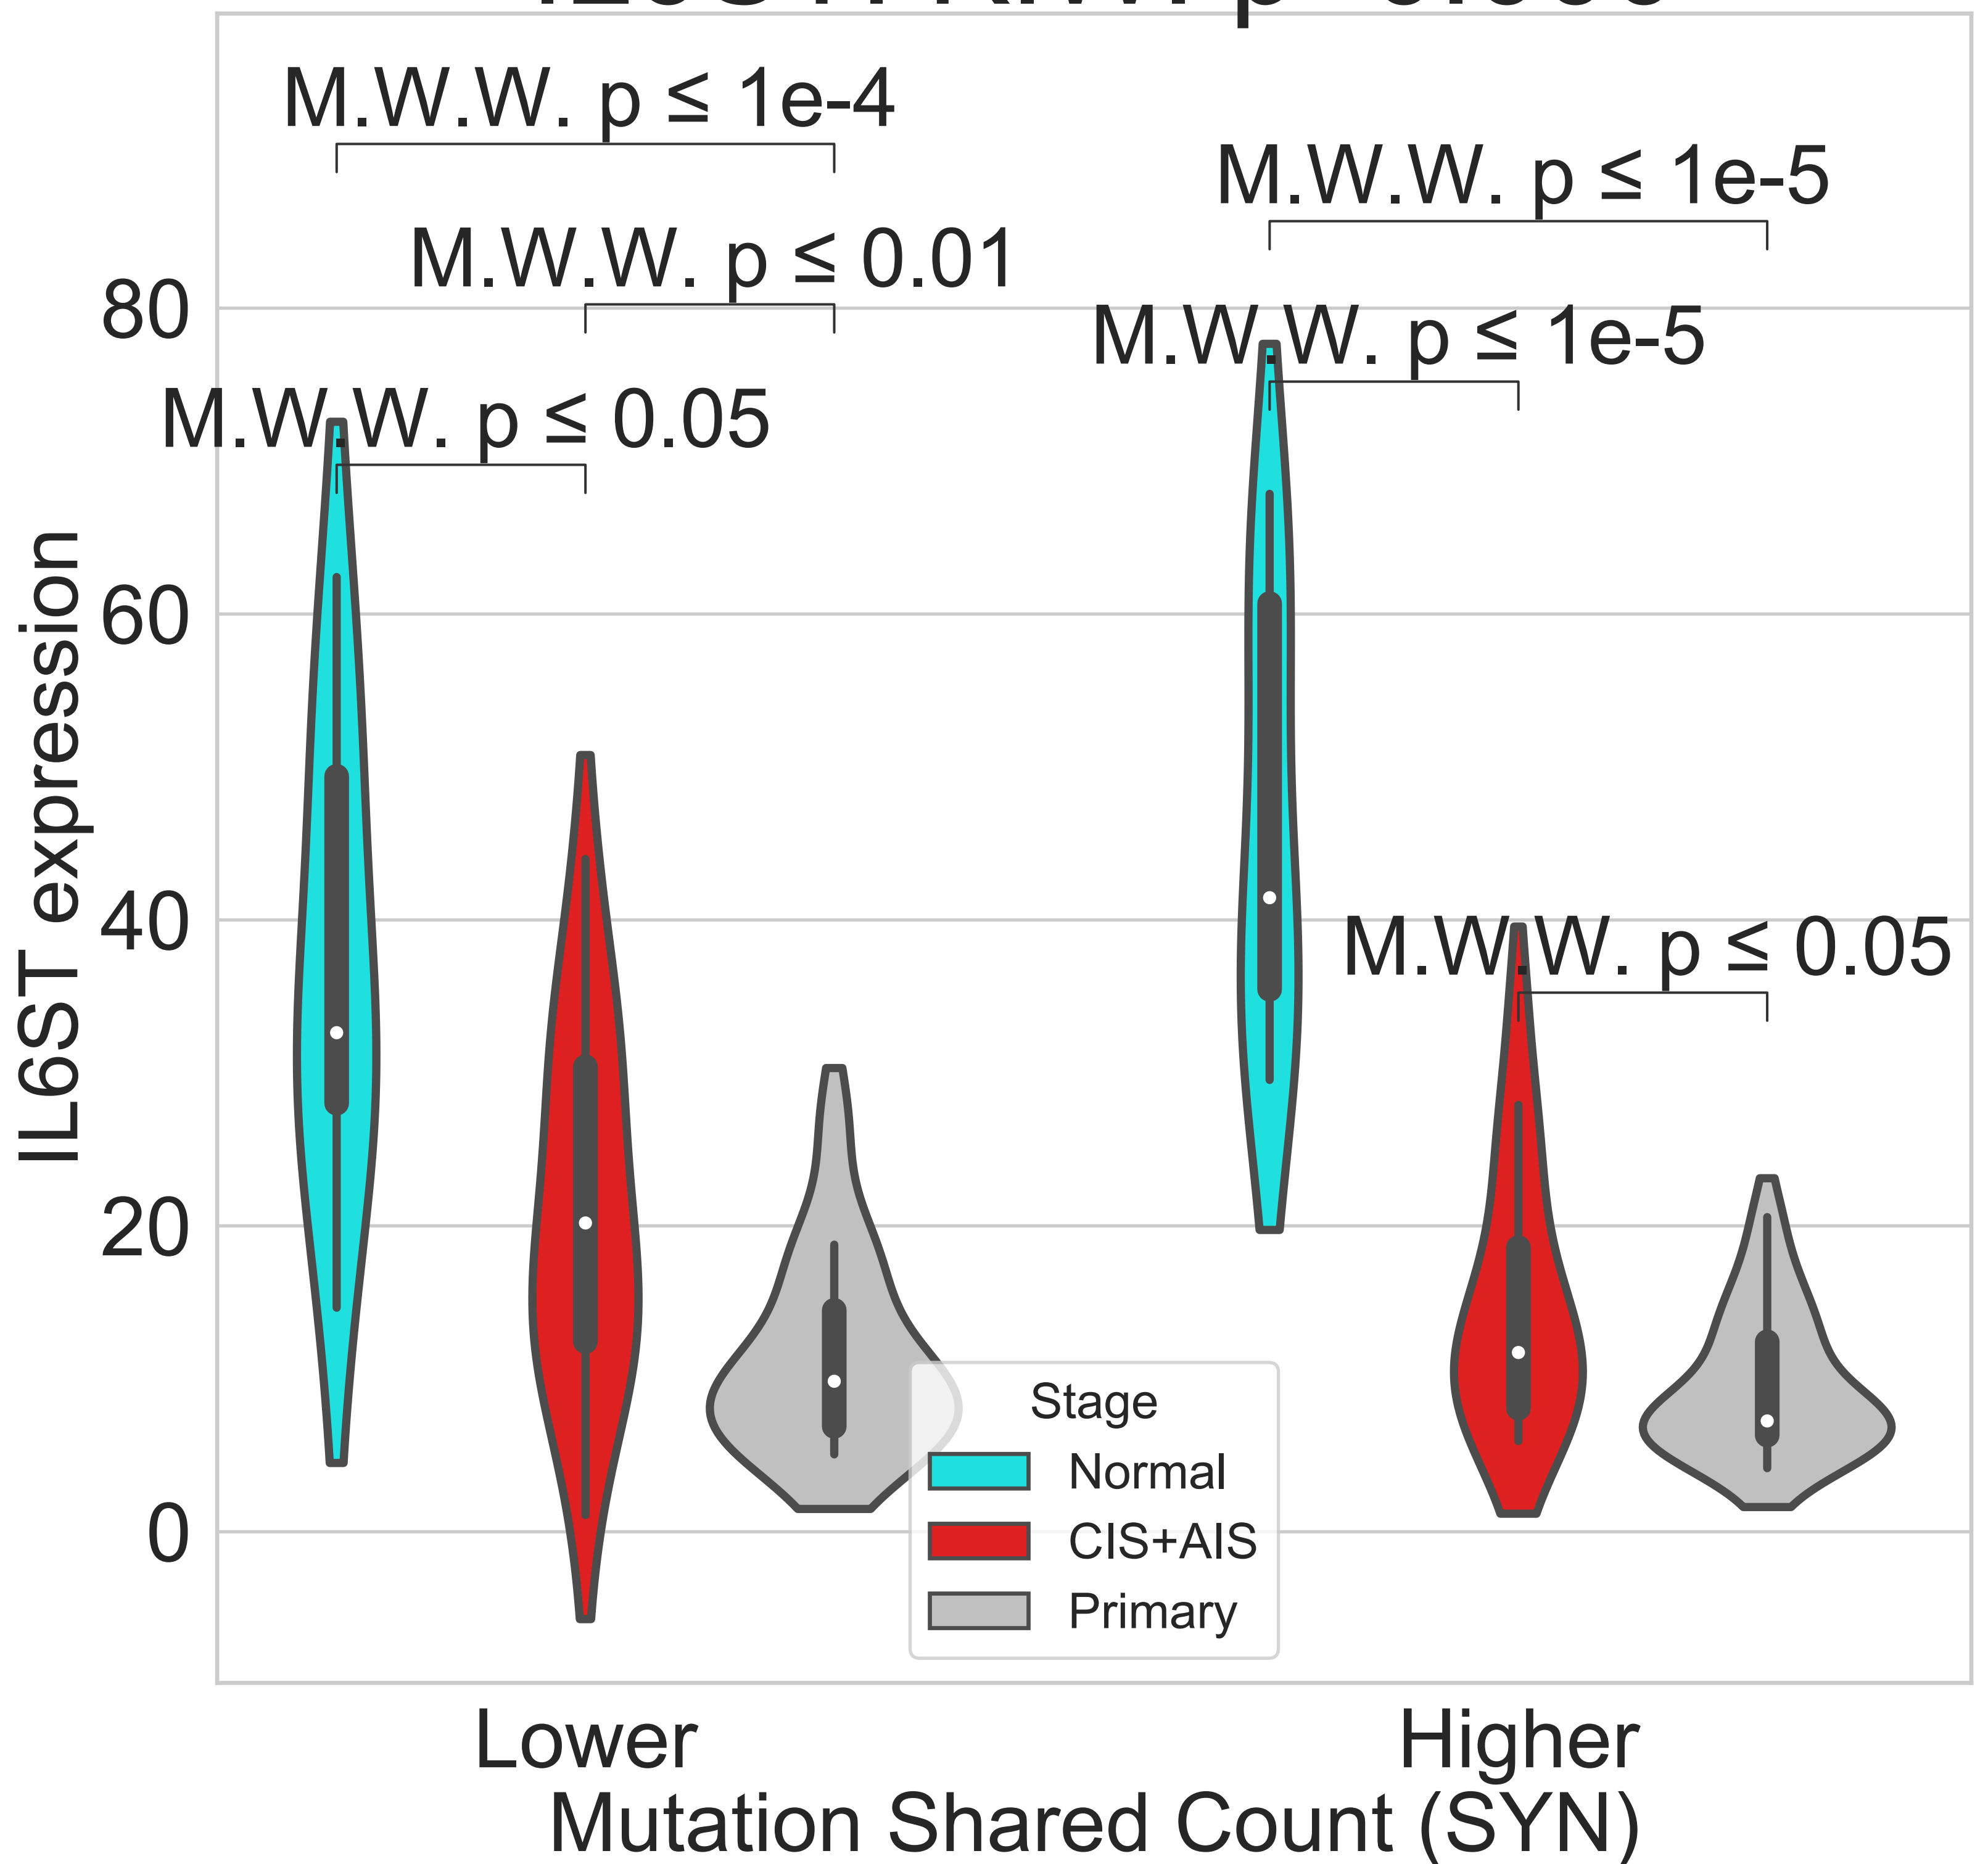 M.W.W. p ≤ 1e-4
M.W.W. p ≤ 1e-5
M.W.W. p ≤ 0.01
M.W.W. p ≤ 1e-5
M.W.W. p ≤ 0.05
M.W.W. p ≤ 0.05
80
60
40
20
0
IL6ST expression
Stage
Normal
CIS+AIS
Primary
Lower
Higher
Mutation Shared Count (SYN)